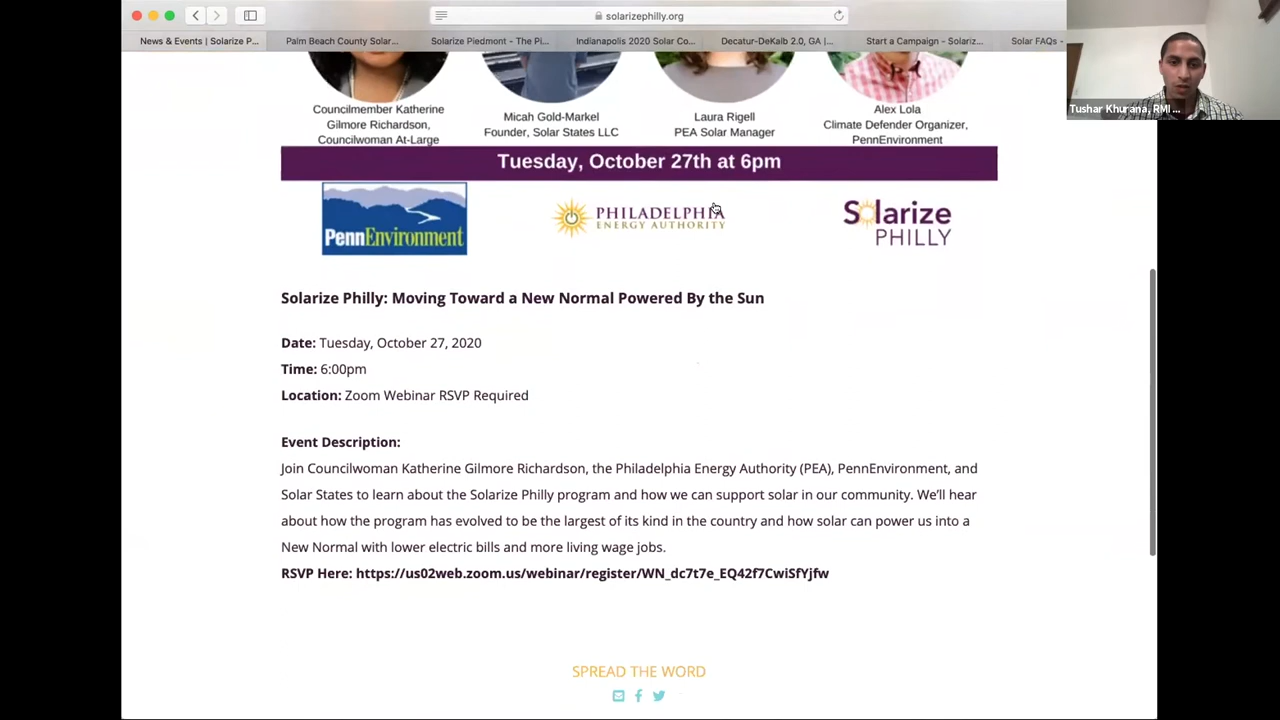 solarizephilly.org
News & Events | Solarize P...
Palm Beach County Solar...
Solarize Piedmont - The Pi...
Indianapolis 2020 Solar Co...
Decatur-DeKalb 2.0, GA |...
Start a Campaign - Solariz...
Solar FAQs -
Tushar Khurana, RMI ...
Councilmember Katherine
Gilmore Richardson,
Councilwoman At-Large
Micah Gold-Markel
Founder, Solar States LLC
Laura Rigell
PEA Solar Manager
Alex Lola
Climate Defender Organizer,
PennEnvironment
Tuesday, October 27th at 6pm
PennEnvironment
PHILADELPHIA
ENERGY AUTHORITY
Solarize
PHILLY
Solarize Philly: Moving Toward a New Normal Powered By the Sun
Date: Tuesday, October 27, 2020
Time: 6:00pm
Location: Zoom Webinar RSVP Required
Event Description:
Join Councilwoman Katherine Gilmore Richardson, the Philadelphia Energy Authority (PEA), PennEnvironment, and
Solar States to learn about the Solarize Philly program and how we can support solar in our community. We'll hear
about how the program has evolved to be the largest of its kind in the country and how solar can power us into a
New Normal with lower electric bills and more living wage jobs.
RSVP Here: https://us02web.zoom.us/webinar/register/WN_dc7t7e_EQ42f7CwiSfYjfw
SPREAD THE WORD